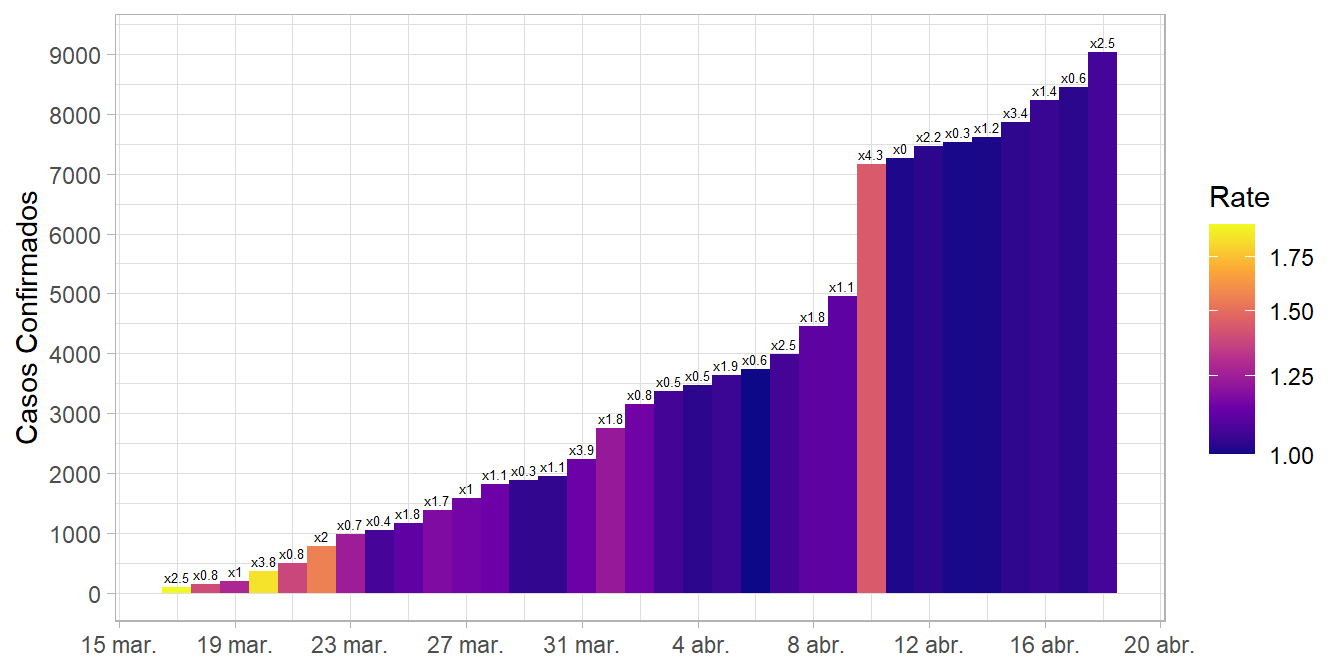 Casos Confirmados
9000
8000
7000
6000
5000
4000
3000
2000
1000
0
x2.5
x0.8
x1
x3.8
x0.8
x2
x0.7
x0.4
x1.8
x1.7
x1
x1.1
x0.3
x1.1
x3.9
x1.8
x0.8
x0.5
x0.5
x1.9
x0.6
x2.5
x1.8
x1.1
x4.3
x0
x2.2
x0.3
x1.2
x3.4
x1.4
x0.6
x2.5
15 mar. 19 mar. 23 mar. 27 mar. 31 mar. 4 abr. 8 abr. 12 abr. 16 abr. 20 abr.
Rate
1.75
1.50
1.25
1.00